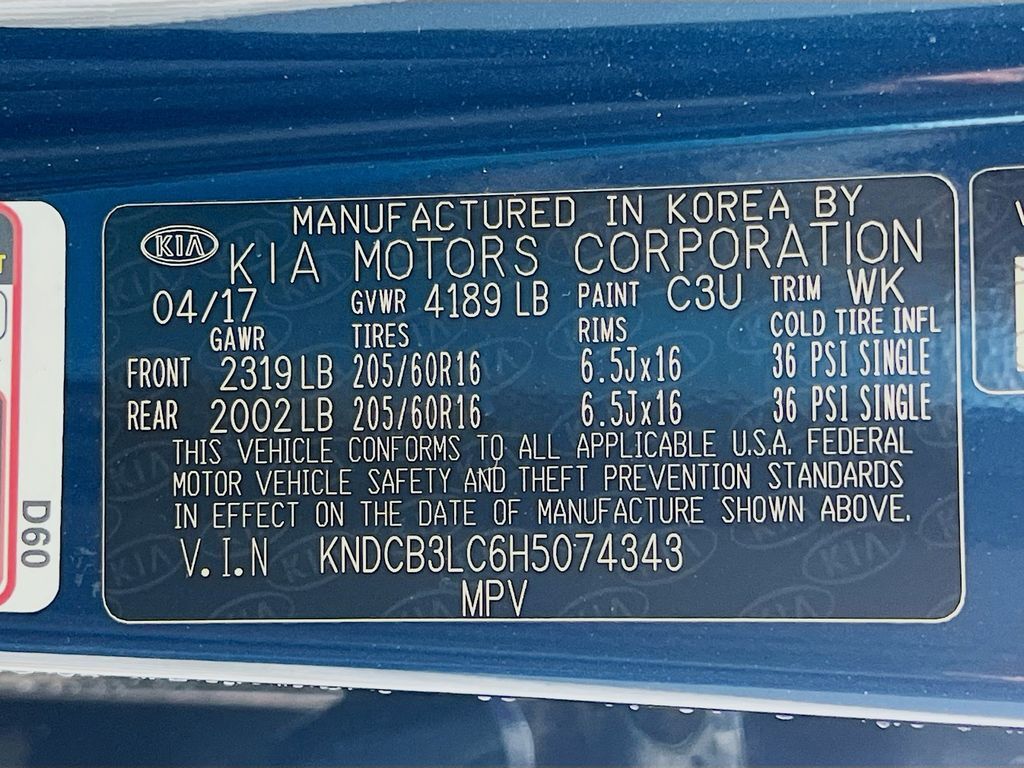 MANUFACTURED IN KOREA BY
KIA KIA MOTORS CORPORATION
04/17 GVWR 4189 LB PAINT C3U TRIM WK
GAWR TIRES RIMS COLD TIRE INFL
FRONT 2319 LB 205/60R16 6.5Jx16 36 PSI SINGLE
REAR 2002 LB 205/60R16 6.5Jx16 36 PSI SINGLE
THIS VEHICLE CONFORMS TO ALL APPLICABLE U.S.A. FEDERAL
MOTOR VEHICLE SAFETY AND THEFT PREVENTION STANDARDS
IN EFFECT ON THE DATE OF MANUFACTURE SHOWN ABOVE.
V.I.N KNDCB3LC6H5074343
MPV
D60